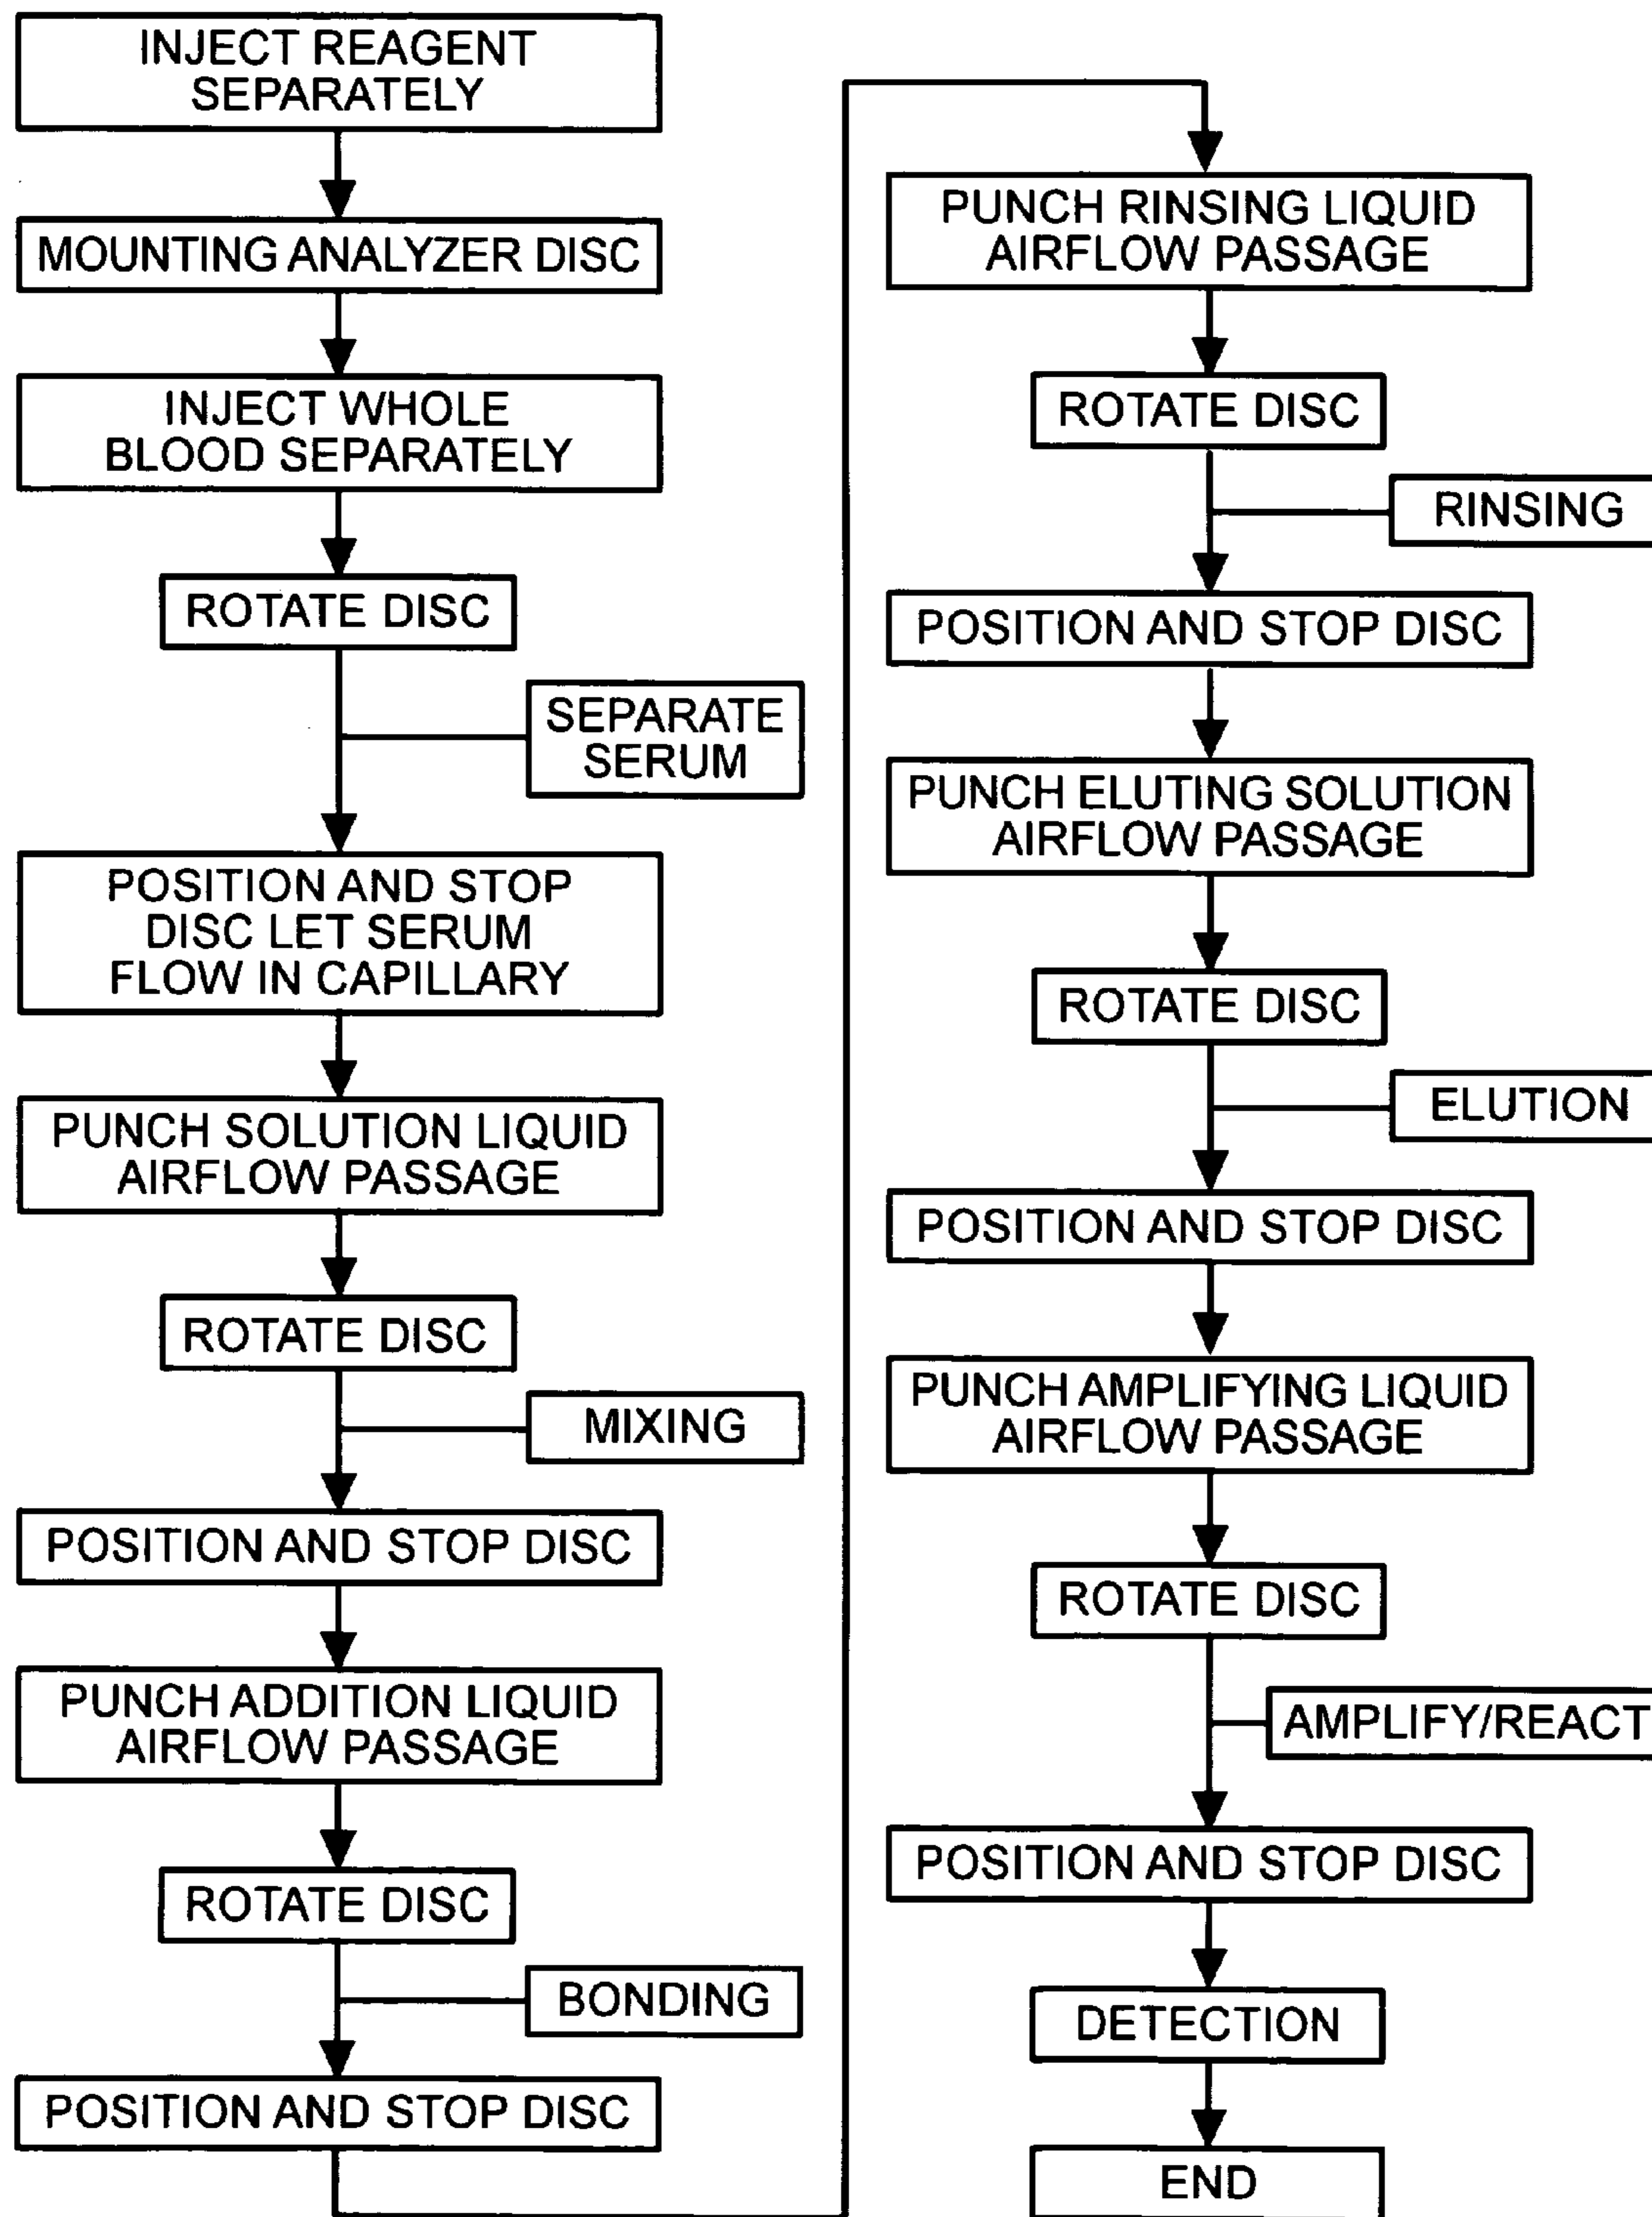 INJECT REAGENT
SEPARATELY
MOUNTING ANALYZER DISC
INJECT WHOLE
BLOOD SEPARATELY
ROTATE DISC
SEPARATE
SERUM
POSITION AND STOP
DISC LET SERUM
FLOW IN CAPILLARY
PUNCH SOLUTION LIQUID
AIRFLOW PASSAGE
ROTATE DISC
MIXING
POSITION AND STOP DISC
PUNCH ADDITION LIQUID
AIRFLOW PASSAGE
ROTATE DISC
BONDING
POSITION AND STOP DISC
PUNCH RINSING LIQUID
AIRFLOW PASSAGE
ROTATE DISC
RINSING
POSITION AND STOP DISC
PUNCH ELUTING SOLUTION
AIRFLOW PASSAGE
ROTATE DISC
ELUTION
POSITION AND STOP DISC
PUNCH AMPLIFYING LIQUID
AIRFLOW PASSAGE
ROTATE DISC
AMPLIFY/REACT
POSITION AND STOP DISC
DETECTION
END